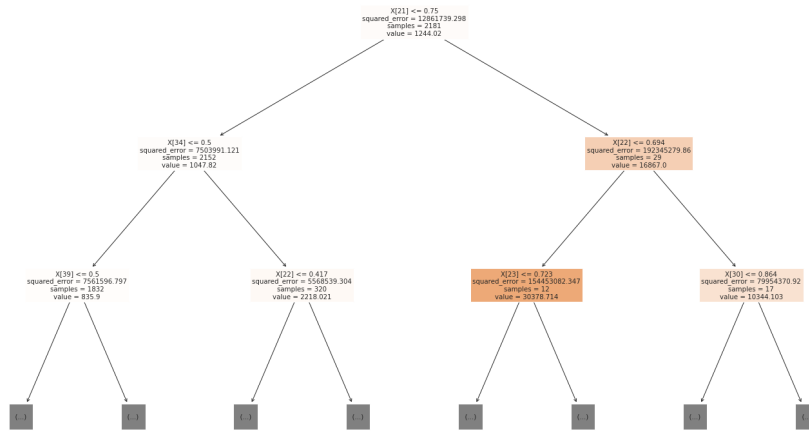 X[21] <= 0.75
squared_error = 12861739.298
samples = 2181
value = 1244.02
X[34] <= 0.5
squared_error = 7503991.121
samples = 2152
value = 1047.82
X[22] <= 0.694
squared_error = 192345279.86
samples = 29
value = 16867.0
X[39] <= 0.5
squared_error = 7561596.797
samples = 1832
value = 835.9
X[22] <= 0.417
squared_error = 5568539.304
samples = 320
value = 2218.021
X[23] <= 0.723
squared_error = 154453082.347
samples = 12
value = 30378.714
X[30] <= 0.864
squared_error = 79954370.92
samples = 17
value = 10344.103
(...)
(...)
(...)
(...)
(...)
(...)
(...)
(...)